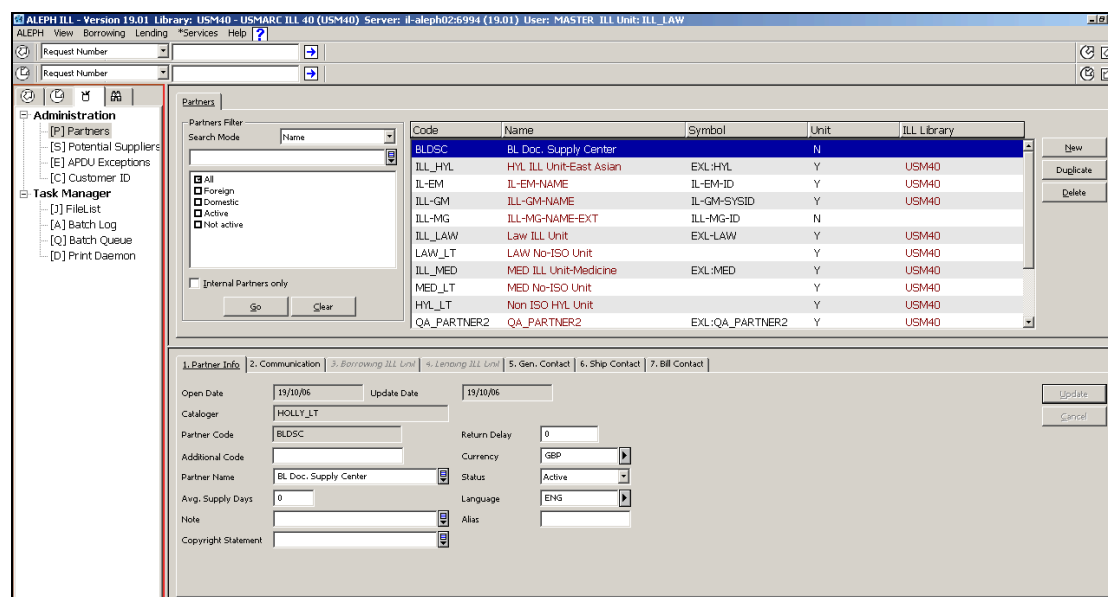 ALEPH ILL - Version 19.01 Library: USM40 - USMARC ILL 40 (USM40) Server: il-aleph02:6994 (19.01) User: MASTER ILL Unit: ILL_LAW
ALEPH View Borrowing Lending *Services Help ?
Request Number
Request Number
Administration
[P] Partners
[S] Potential Suppliers
[E] APDU Exceptions
[C] Customer ID
Task Manager
[J] FileList
[A] Batch Log
[Q] Batch Queue
[D] Print Daemon
Partners
Partners Filter
Search Mode Name
All
Foreign
Domestic
Active
Not active
Internal Partners only
Go Clear
Code Name Symbol Unit ILL Library
BLDSC BL Doc. Supply Center N
ILL_HYL HYL ILL Unit-East Asian EXL:HYL Y USM40
IL-EM IL-EM-NAME IL-EM-ID Y USM40
ILL-GM ILL-GM-NAME IL-GM-SYSID Y USM40
ILL-MG ILL-MG-NAME-EXT ILL-MG-ID N
ILL_LAW Law ILL Unit EXL-LAW Y USM40
LAW_LT LAW No-ISO Unit Y USM40
ILL_MED MED ILL Unit-Medicine EXL:MED Y USM40
MED_LT MED No-ISO Unit Y USM40
HYL_LT Non ISO HYL Unit Y USM40
QA_PARTNER2 QA_PARTNER2 EXL:QA_PARTNER2 Y USM40
New
Duplicate
Delete
1. Partner Info 2. Communication 3. Borrowing ILL Unit 4. Lending ILL Unit 5. Gen. Contact 6. Ship Contact 7. Bill Contact
Open Date 19/10/06 Update Date 19/10/06
Cataloger HOLLY_LT
Partner Code BLDSC Return Delay 0
Additional Code Currency GBP
Partner Name BL Doc. Supply Center Status Active
Avg. Supply Days 0 Language ENG
Note Alias
Copyright Statement
Update
Cancel